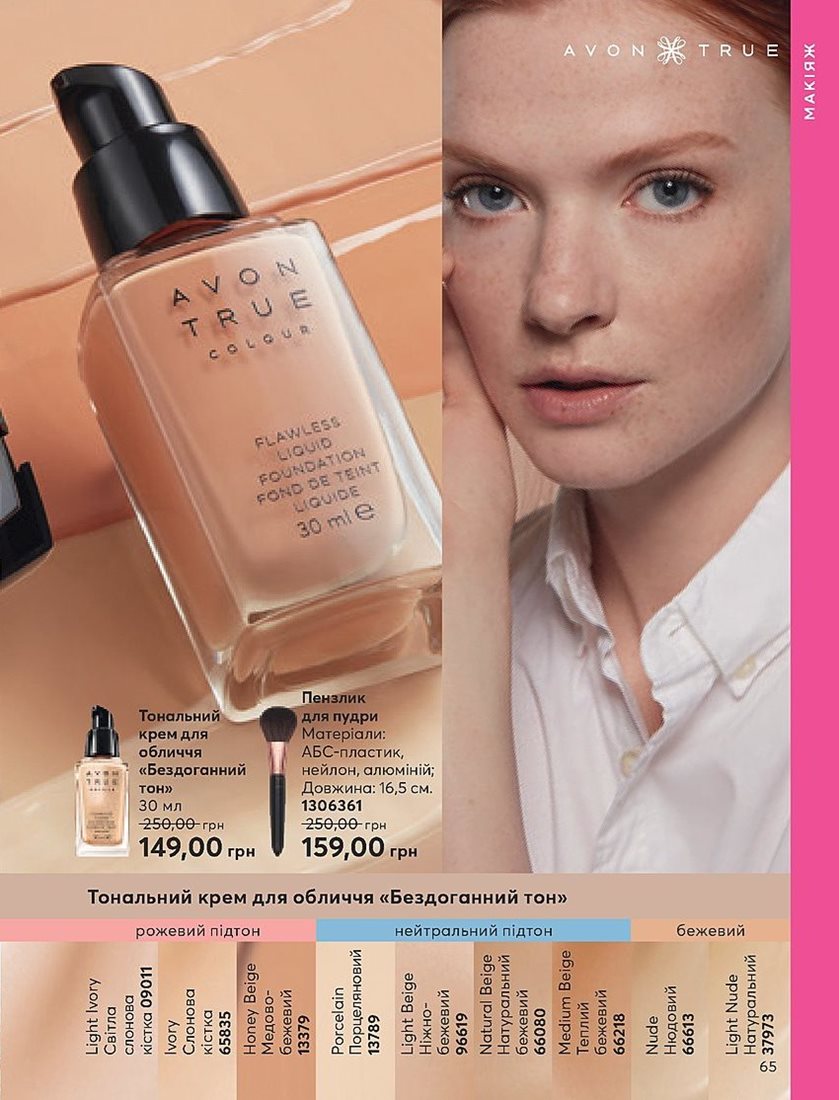 AVON TRUE
МАКІЯЖ
AVON
TRUE
COLOUR
FLAWLESS
LIQUID
FOUNDATION
FOND DE TEINT
LIQUIDE
30 ml e
Тональний
крем для
обличчя
«Бездоганний
тон»
30 мл
250,00 грн
149,00 грн
Пензлик
для пудри
Матеріали:
АБС-пластик,
нейлон, алюміній;
Довжина: 16,5 см.
1306361
250,00 грн
159,00 грн
AVON
TRUE
COLOUR
Тональний крем для обличчя «Бездоганний тон»
рожевий підтон
нейтральний підтон
бежевий
Light Ivory
Світла
слонова
кістка 09011
Ivory
Слонова
кістка
65835
Honey Beige
Медово-
бежевий
13379
Porcelain
Порцеляновий
13789
Light Beige
Ніжно-
бежевий
96619
Natural Beige
Натуральний
бежевий
66080
Medium Beige
Теплий
бежевий
66218
Nude
Нюдовий
66613
Light Nude
Натуральний
37973
65